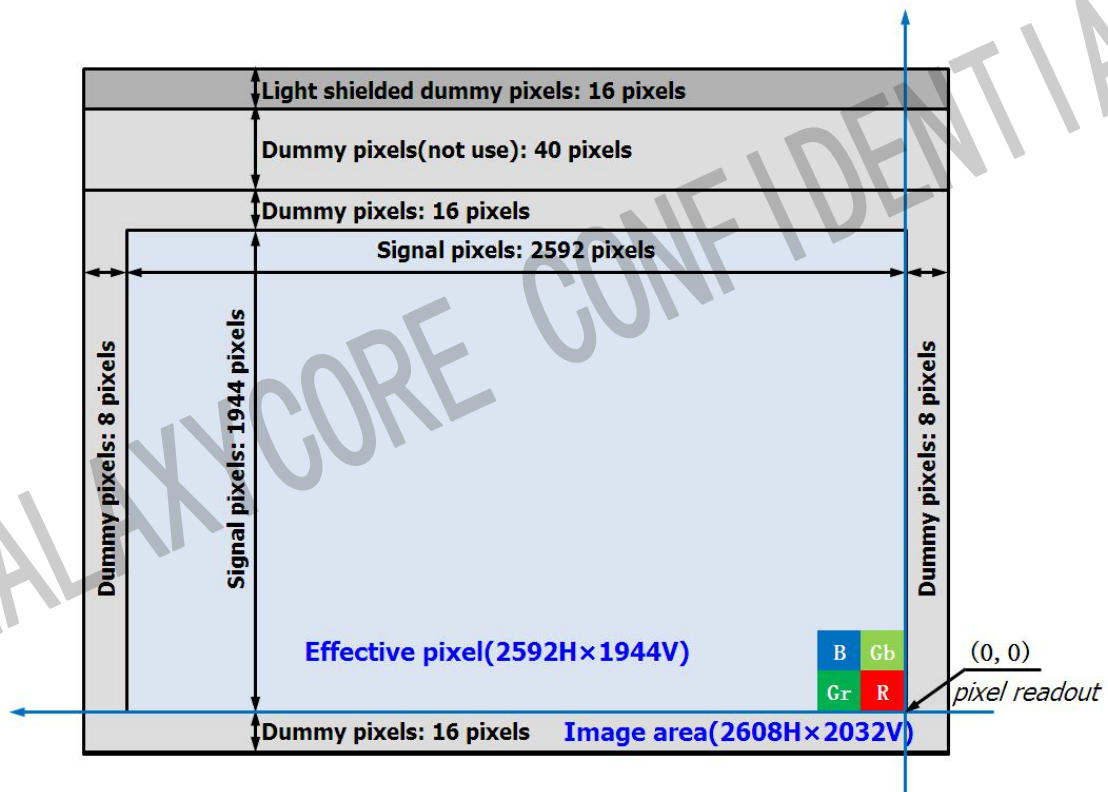 Light shielded dummy pixels: 16 pixels
Dummy pixels(not use): 40 pixels
Dummy pixels: 16 pixels
Signal pixels: 2592 pixels
Dummy pixels: 8 pixels
Signal pixels: 1944 pixels
Dummy pixels: 8 pixels
Effective pixel(2592H×1944V)
B Gb
Gr R
(0,0)
pixel readout
Dummy pixels: 16 pixels
Image area(2608H×2032V)
GALAXYCORE CONFIDENTIA